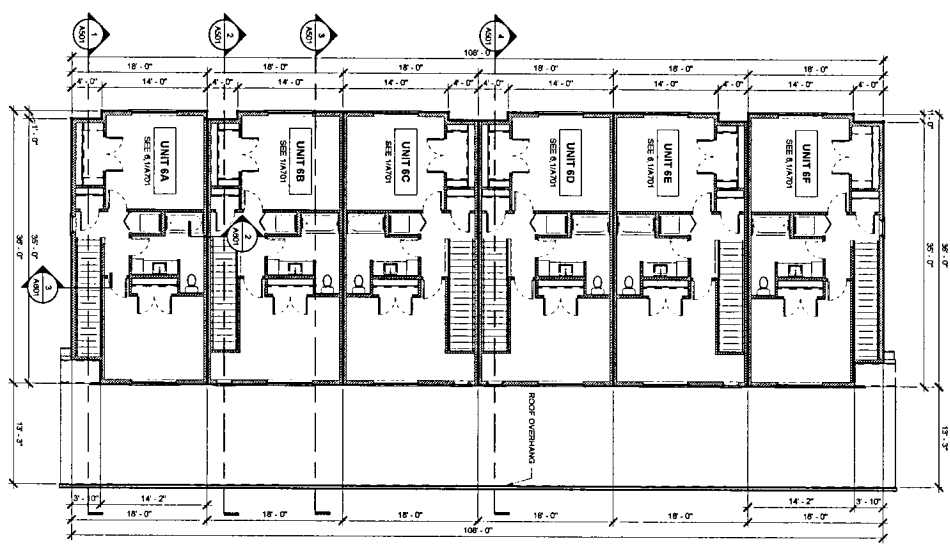 1
A501
2
A501
3
A501
4
A501
108' - 0"
18' - 0"
18' - 0"
18' - 0"
18' - 0"
18' - 0"
18' - 0"
4' - 0"
14' - 0"
4' - 0"
14' - 0"
14' - 0"
4' - 0"
4' - 0"
14' - 0"
14' - 0"
4' - 0"
14' - 0"
4' - 0"
1' - 0"
UNIT 6A
SEE 6,1/A701
UNIT 6B
SEE 1/A701
UNIT 6C
SEE 1/A701
UNIT 6D
SEE 6,1/A701
UNIT 6E
SEE 6,1/A701
UNIT 6F
SEE 6,1/A701
36' - 0"
35' - 0"
35' - 0"
36' - 0"
2
A501
3
A501
13' - 3"
ROOF OVERHANG
13' - 3"
3' - 10"
14' - 2"
14' - 2"
3' - 10"
18' - 0"
18' - 0"
18' - 0"
18' - 0"
18' - 0"
18' - 0"
108' - 0"